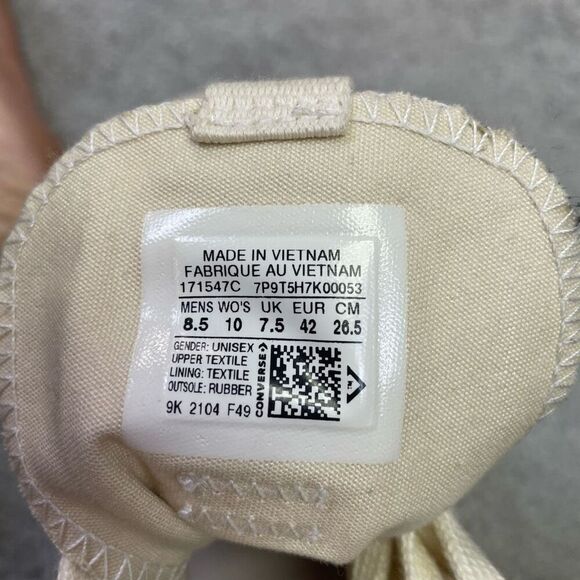 MADE IN VIETNAM
FABRIQUE AU VIETNAM
171547C 7P9T5H7K00053
MENS WO'S UK EUR CM
8.5 10 7.5 42 26.5
GENDER: UNISEX
UPPER TEXTILE
LINING: TEXTILE
OUTSOLE: RUBBER
CONVERSE
TM
9K 2104 F49